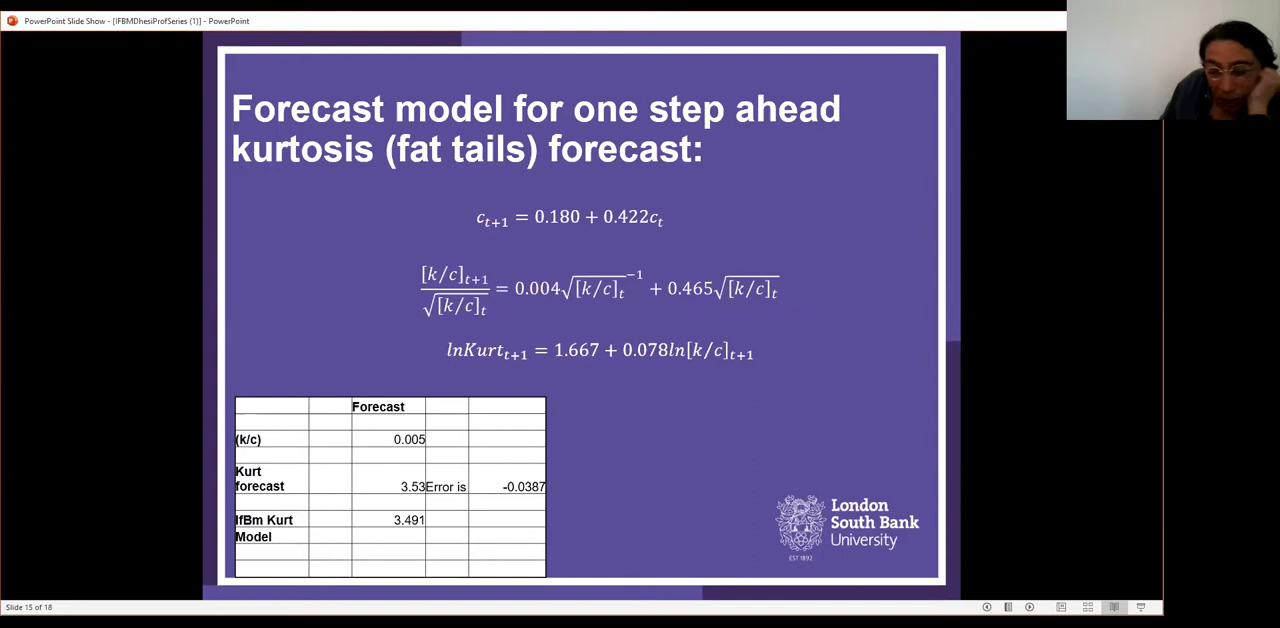 PowerPoint Slide Show - [IFBMDhesiProfSeries (1)] - PowerPoint
Forecast model for one step ahead
kurtosis (fat tails) forecast:
c_{t+1} = 0.180 + 0.422c_t
[k/c]_{t+1} / √[k/c]_t = 0.004√[k/c]_t^{-1} + 0.465√[k/c]_t
lnKurt_{t+1} = 1.667 + 0.078ln[k/c]_{t+1}
Forecast
(k/c) 0.005
Kurt
forecast 3.53 Error is -0.0387
IfBm Kurt 3.491
Model
London
South Bank
University
EST 1892
Slide 15 of 18